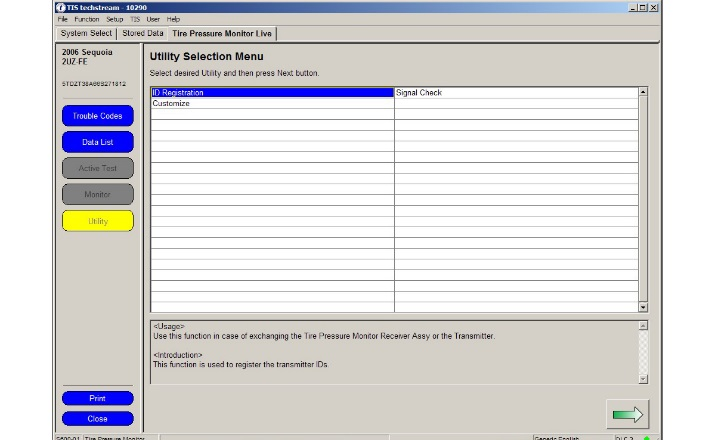 TIS techstream - 10290
File Function Setup TIS User Help
System Select Stored Data Tire Pressure Monitor Live
2006 Sequoia
2UZ-FE
5TDZT38A66S271812
Trouble Codes
Data List
Active Test
Monitor
Utility
Print
Close
Utility Selection Menu
Select desired Utility and then press Next button.
ID Registration Signal Check
Customize
<Usage>
Use this function in case of exchanging the Tire Pressure Monitor Receiver Assy or the Transmitter.
<Introduction>
This function is used to register the transmitter IDs.
S600-01 Tire Pressure Monitor Generic English DLC 3